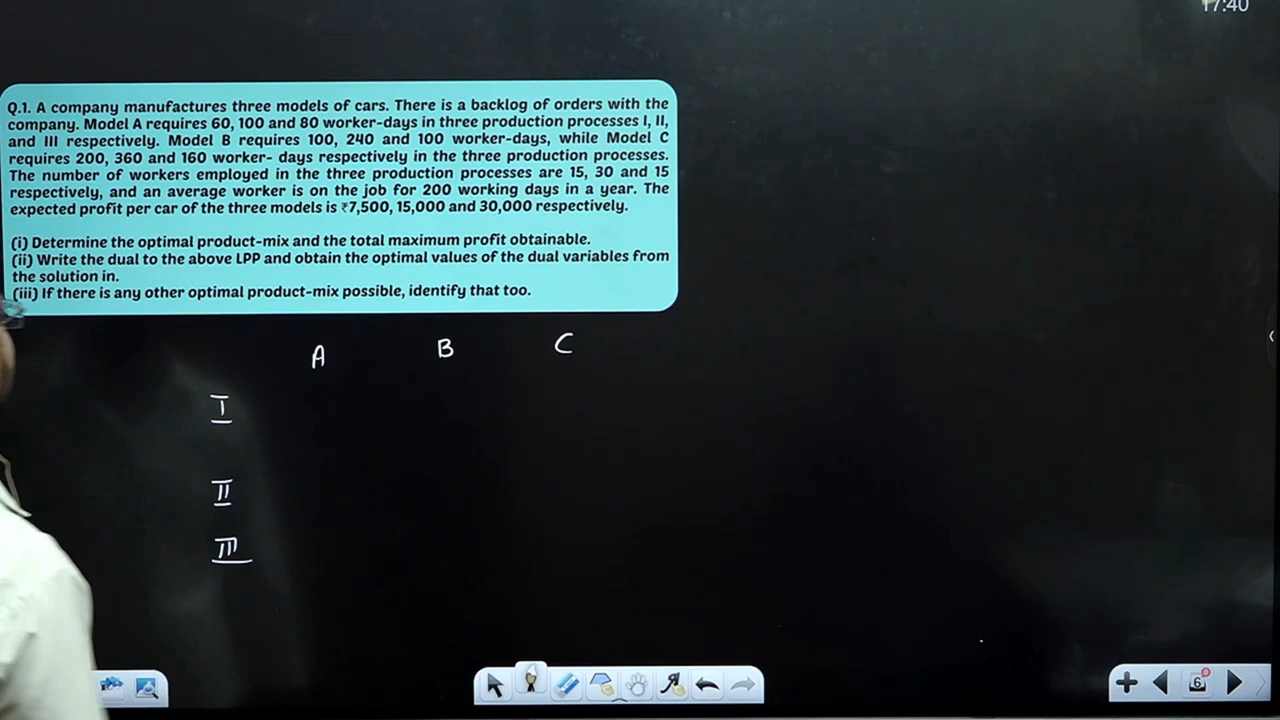 17:40
Q.1. A company manufactures three models of cars. There is a backlog of orders with the
company. Model A requires 60, 100 and 80 worker-days in three production processes I, II,
and III respectively. Model B requires 100, 240 and 100 worker-days, while Model C
requires 200, 360 and 160 worker- days respectively in the three production processes.
The number of workers employed in the three production processes are 15, 30 and 15
respectively, and an average worker is on the job for 200 working days in a year. The
expected profit per car of the three models is ₹7,500, 15,000 and 30,000 respectively.
(i) Determine the optimal product-mix and the total maximum profit obtainable.
(ii) Write the dual to the above LPP and obtain the optimal values of the dual variables from
the solution in.
(iii) If there is any other optimal product-mix possible, identify that too.
A B C
I
II
III
6